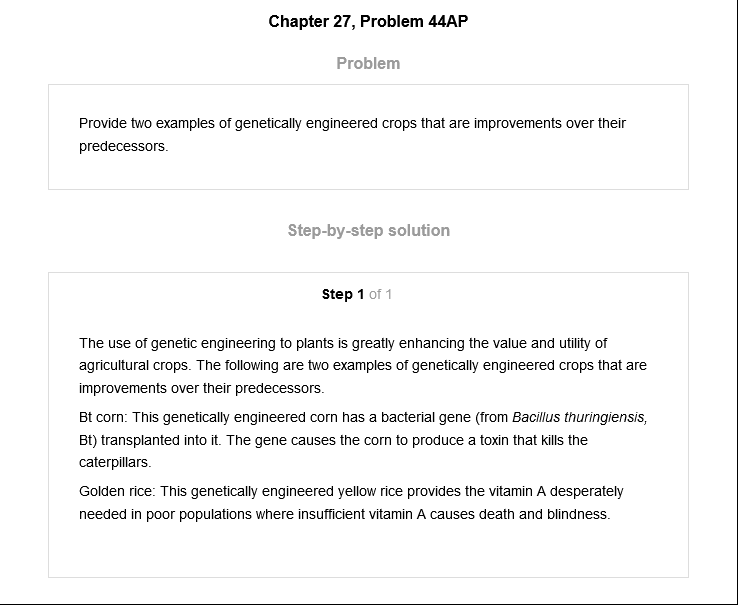 Chapter 27, Problem 44AP
Problem
Provide two examples of genetically engineered crops that are improvements over their
predecessors.
Step-by-step solution
Step 1 of 1
The use of genetic engineering to plants is greatly enhancing the value and utility of
agricultural crops. The following are two examples of genetically engineered crops that are
improvements over their predecessors.
Bt corn: This genetically engineered corn has a bacterial gene (from Bacillus thuringiensis,
Bt) transplanted into it. The gene causes the corn to produce a toxin that kills the
caterpillars.
Golden rice: This genetically engineered yellow rice provides the vitamin A desperately
needed in poor populations where insufficient vitamin A causes death and blindness.